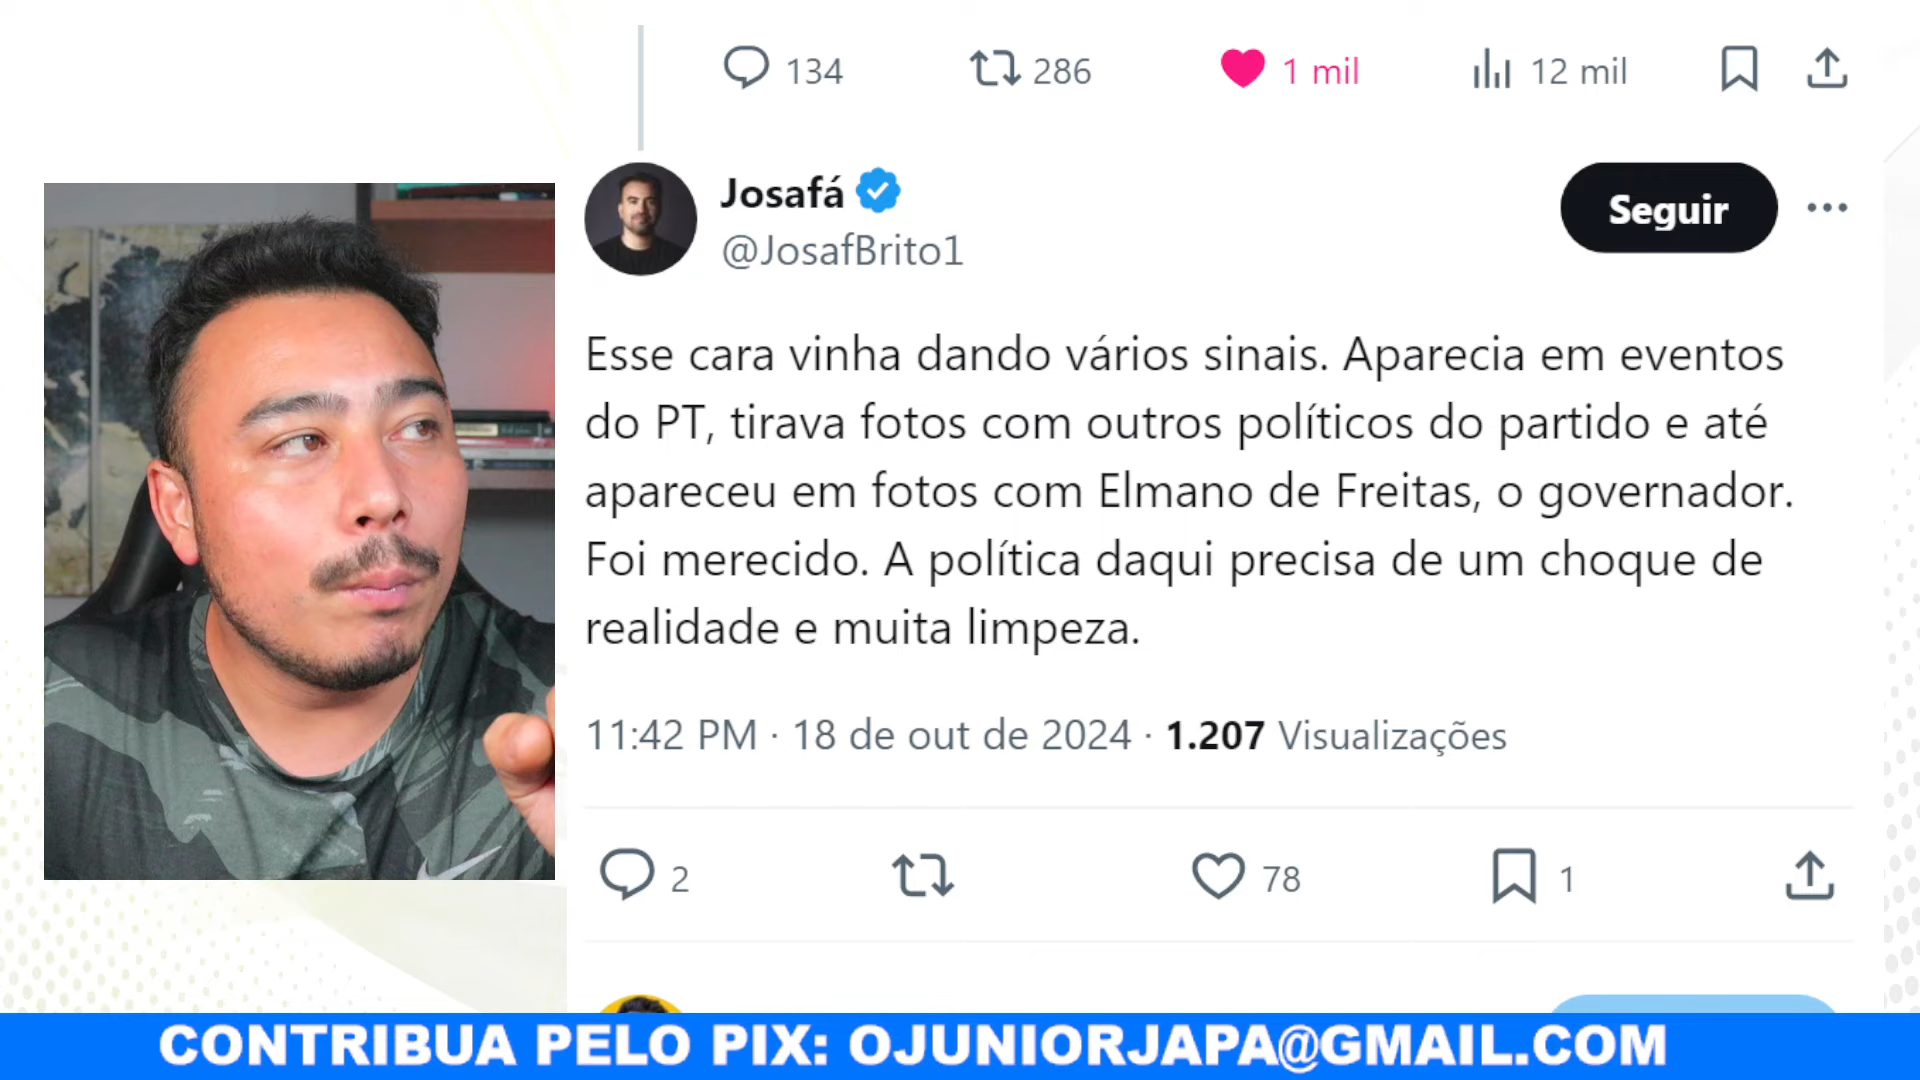 134 286 1 mil 12 mil
Josafá
@JosafBrito1
Seguir
Esse cara vinha dando vários sinais. Aparecia em eventos
do PT, tirava fotos com outros políticos do partido e até
apareceu em fotos com Elmano de Freitas, o governador.
Foi merecido. A política daqui precisa de um choque de
realidade e muita limpeza.
11:42 PM · 18 de out de 2024 · 1.207 Visualizações
2 78 1
CONTRIBUA PELO PIX: OJUNIORJAPA@GMAIL.COM